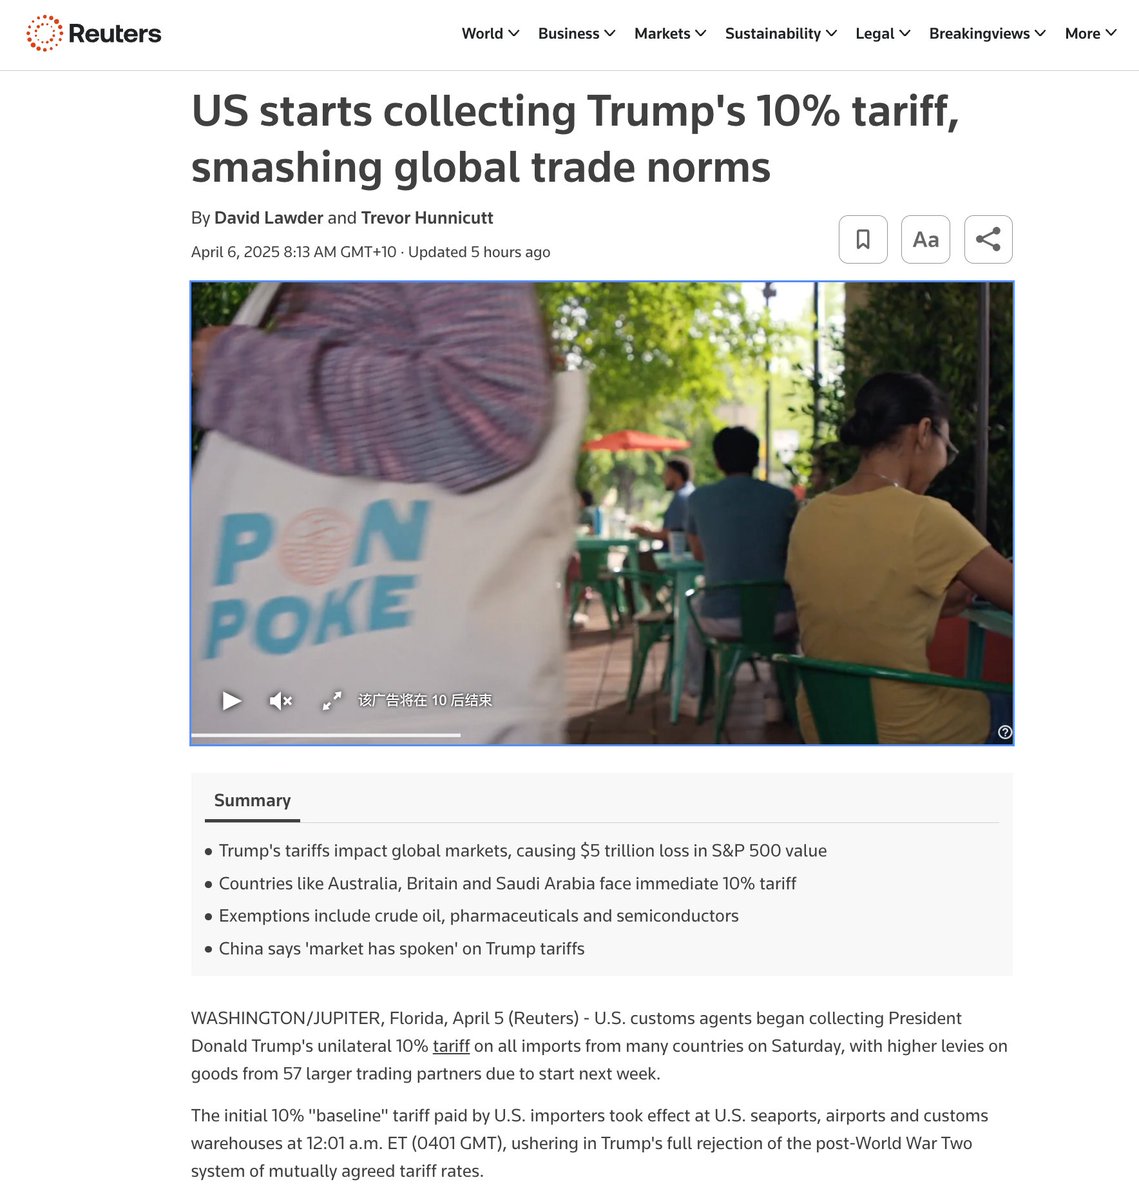 Reuters
World Business Markets Sustainability Legal Breakingviews More
US starts collecting Trump's 10% tariff,
smashing global trade norms
By David Lawder and Trevor Hunnicutt
April 6, 2025 8:13 AM GMT+10 · Updated 5 hours ago
Aa
PON
POKE
该广告将在 10 后结束
Summary
Trump's tariffs impact global markets, causing $5 trillion loss in S&P 500 value
Countries like Australia, Britain and Saudi Arabia face immediate 10% tariff
Exemptions include crude oil, pharmaceuticals and semiconductors
China says 'market has spoken' on Trump tariffs
WASHINGTON/JUPITER, Florida, April 5 (Reuters) - U.S. customs agents began collecting President
Donald Trump's unilateral 10% tariff on all imports from many countries on Saturday, with higher levies on
goods from 57 larger trading partners due to start next week.
The initial 10% "baseline" tariff paid by U.S. importers took effect at U.S. seaports, airports and customs
warehouses at 12:01 a.m. ET (0401 GMT), ushering in Trump's full rejection of the post-World War Two
system of mutually agreed tariff rates.